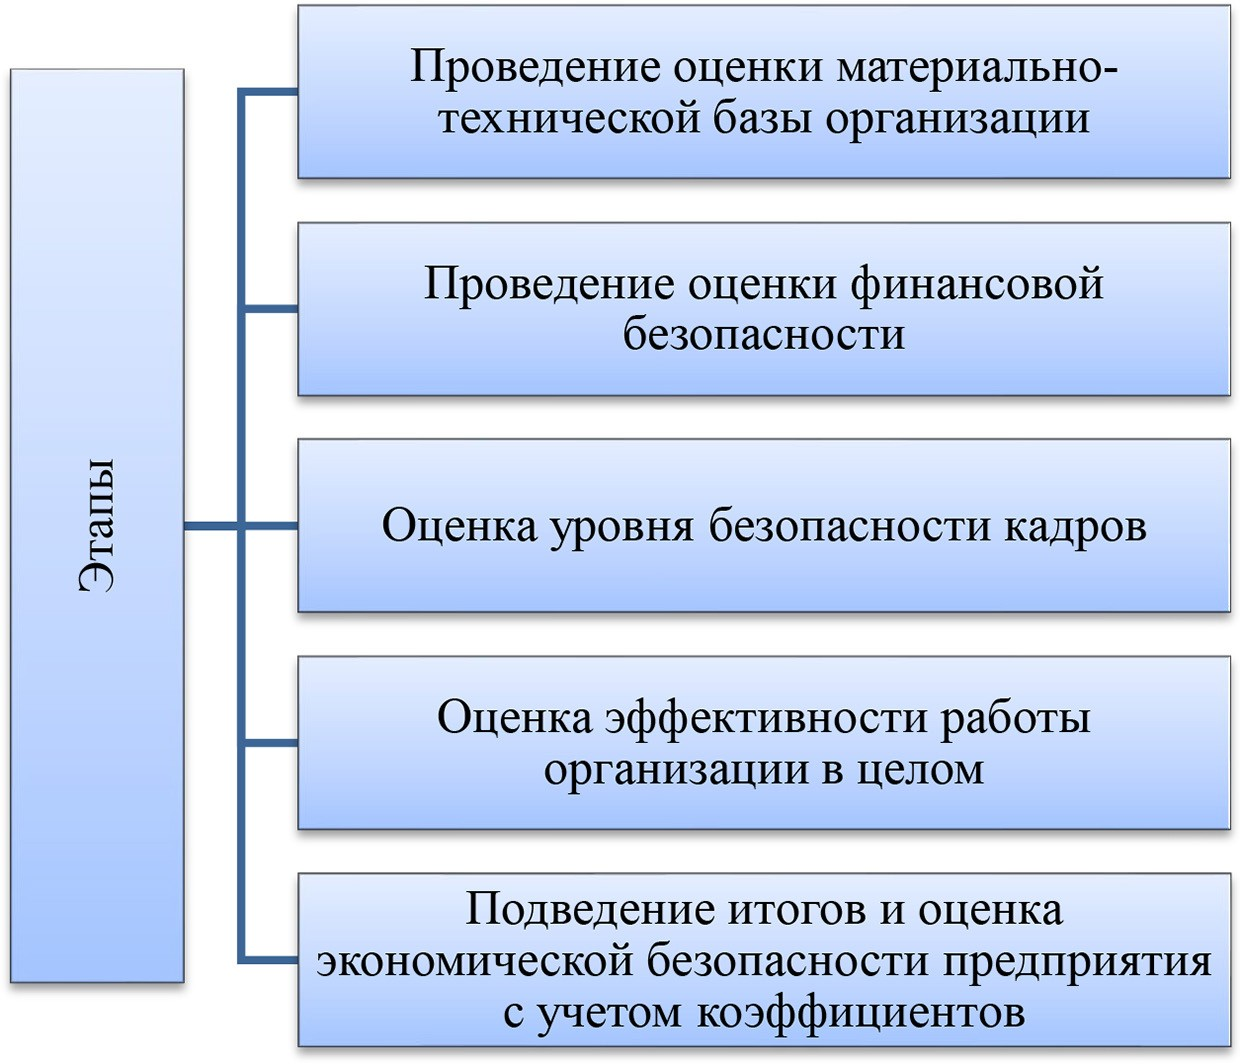 Этапы
Проведение оценки материально-
технической базы организации
Проведение оценки финансовой
безопасности
Оценка уровня безопасности кадров
Оценка эффективности работы
организации в целом
Подведение итогов и оценка
экономической безопасности предприятия
с учетом коэффициентов